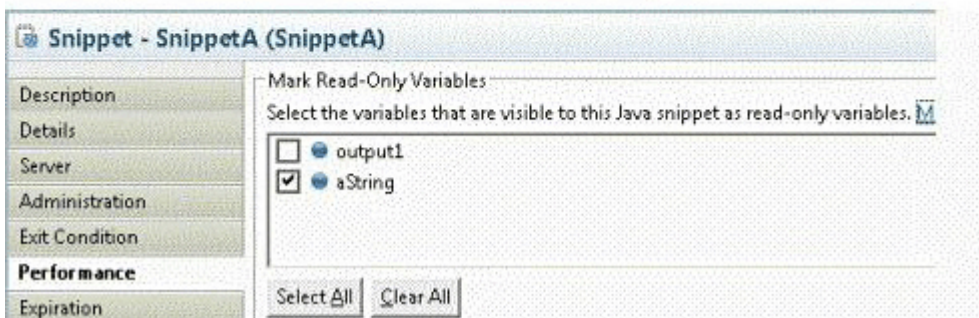 Snippet - SnippetA (SnippetA)
Description
Details
Server
Administration
Exit Condition
Performance
Expiration
Mark Read-Only Variables
Select the variables that are visible to this Java snippet as read-only variables. M
output1
aString
Select All
Clear All